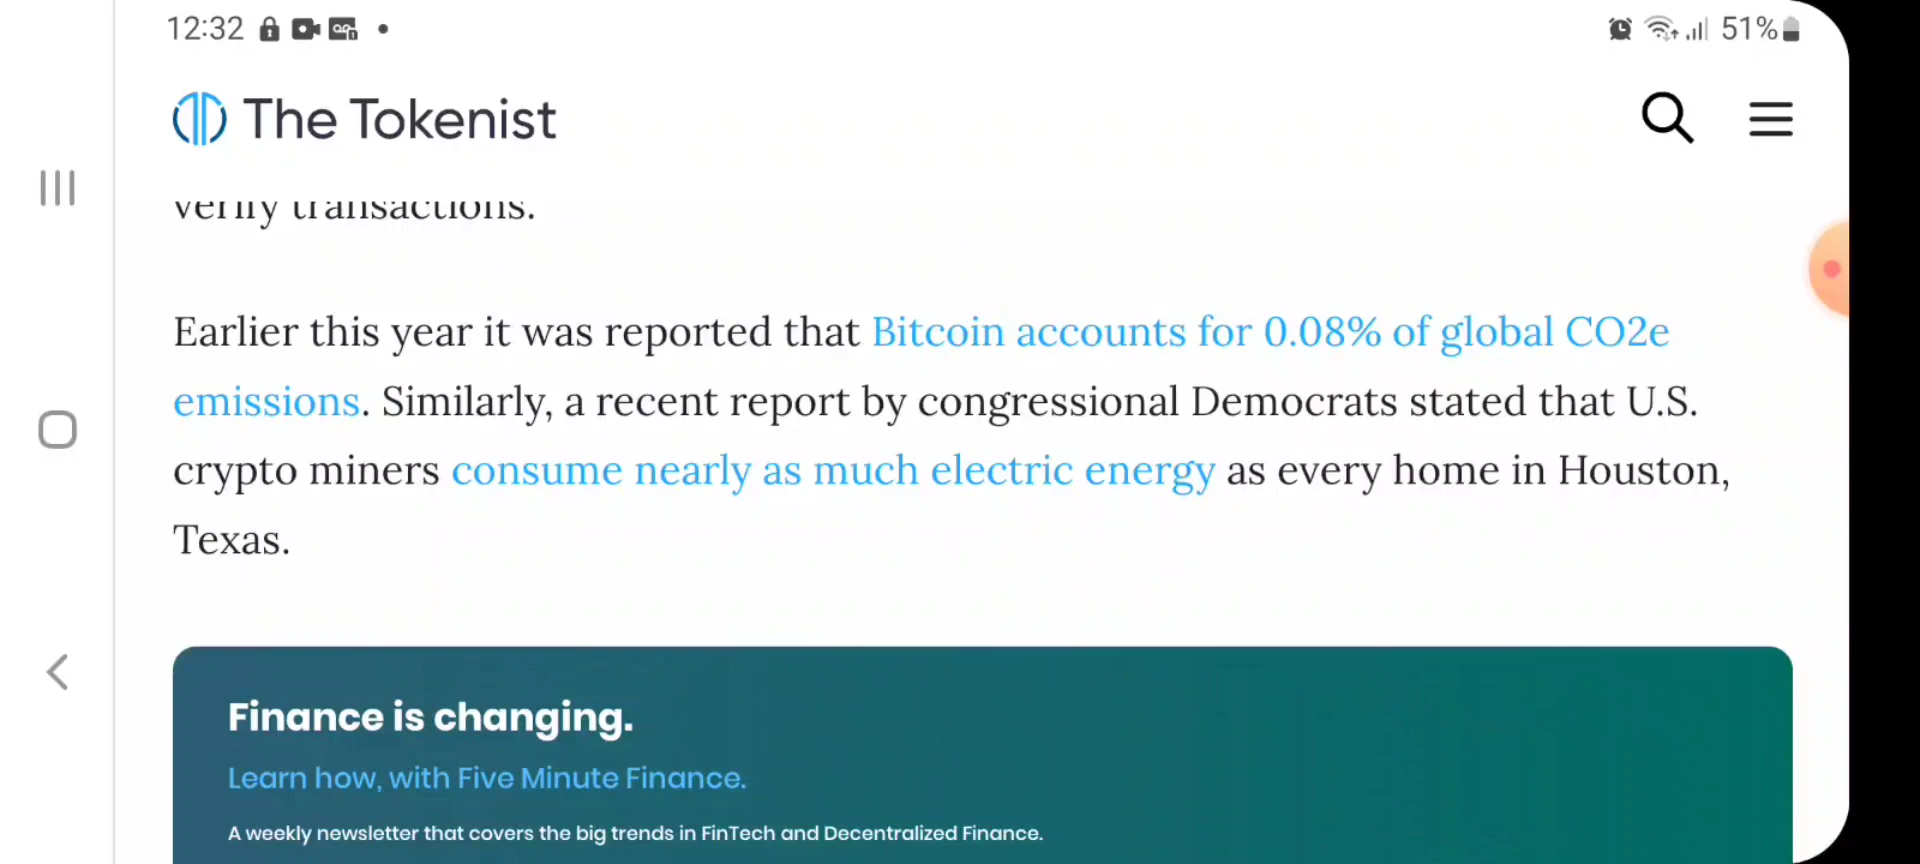 12:32
51%
The Tokenist
verify transactions.
Earlier this year it was reported that Bitcoin accounts for 0.08% of global CO2e
emissions. Similarly, a recent report by congressional Democrats stated that U.S.
crypto miners consume nearly as much electric energy as every home in Houston,
Texas.
Finance is changing.
Learn how, with Five Minute Finance.
A weekly newsletter that covers the big trends in FinTech and Decentralized Finance.